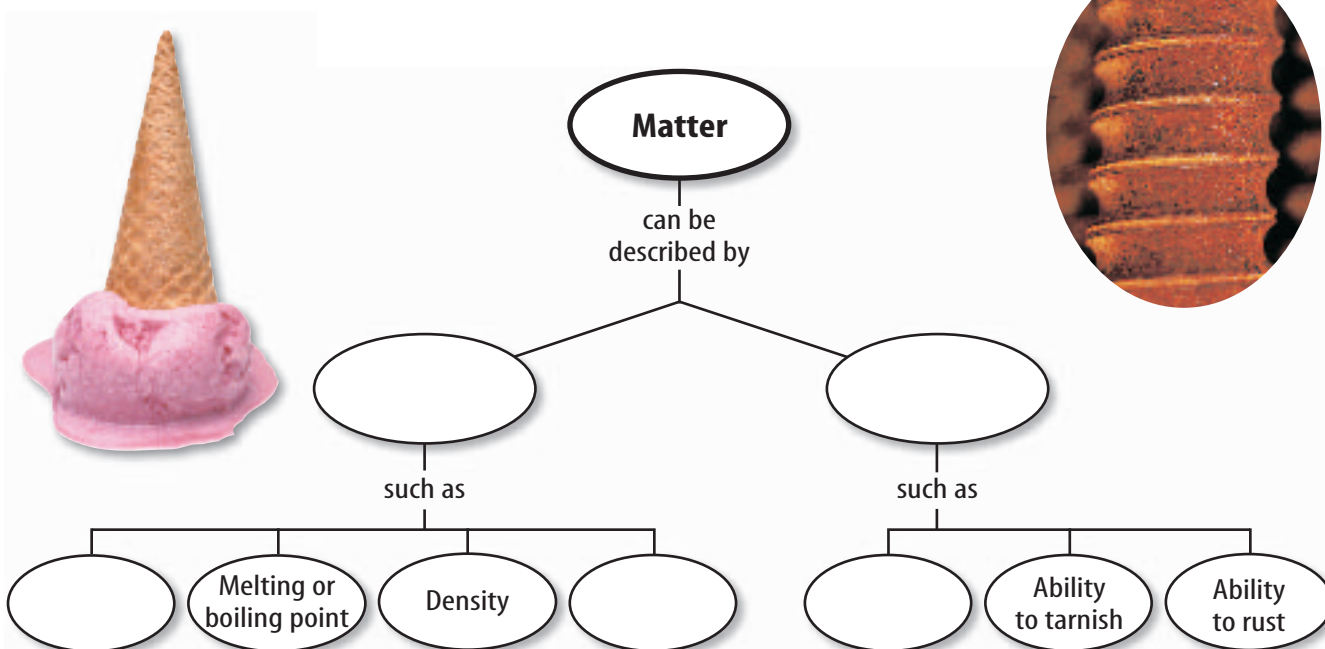 Matter
can be
described by
such as
such as
Melting or
boiling point
Density
Ability
to tarnish
Ability
to rust